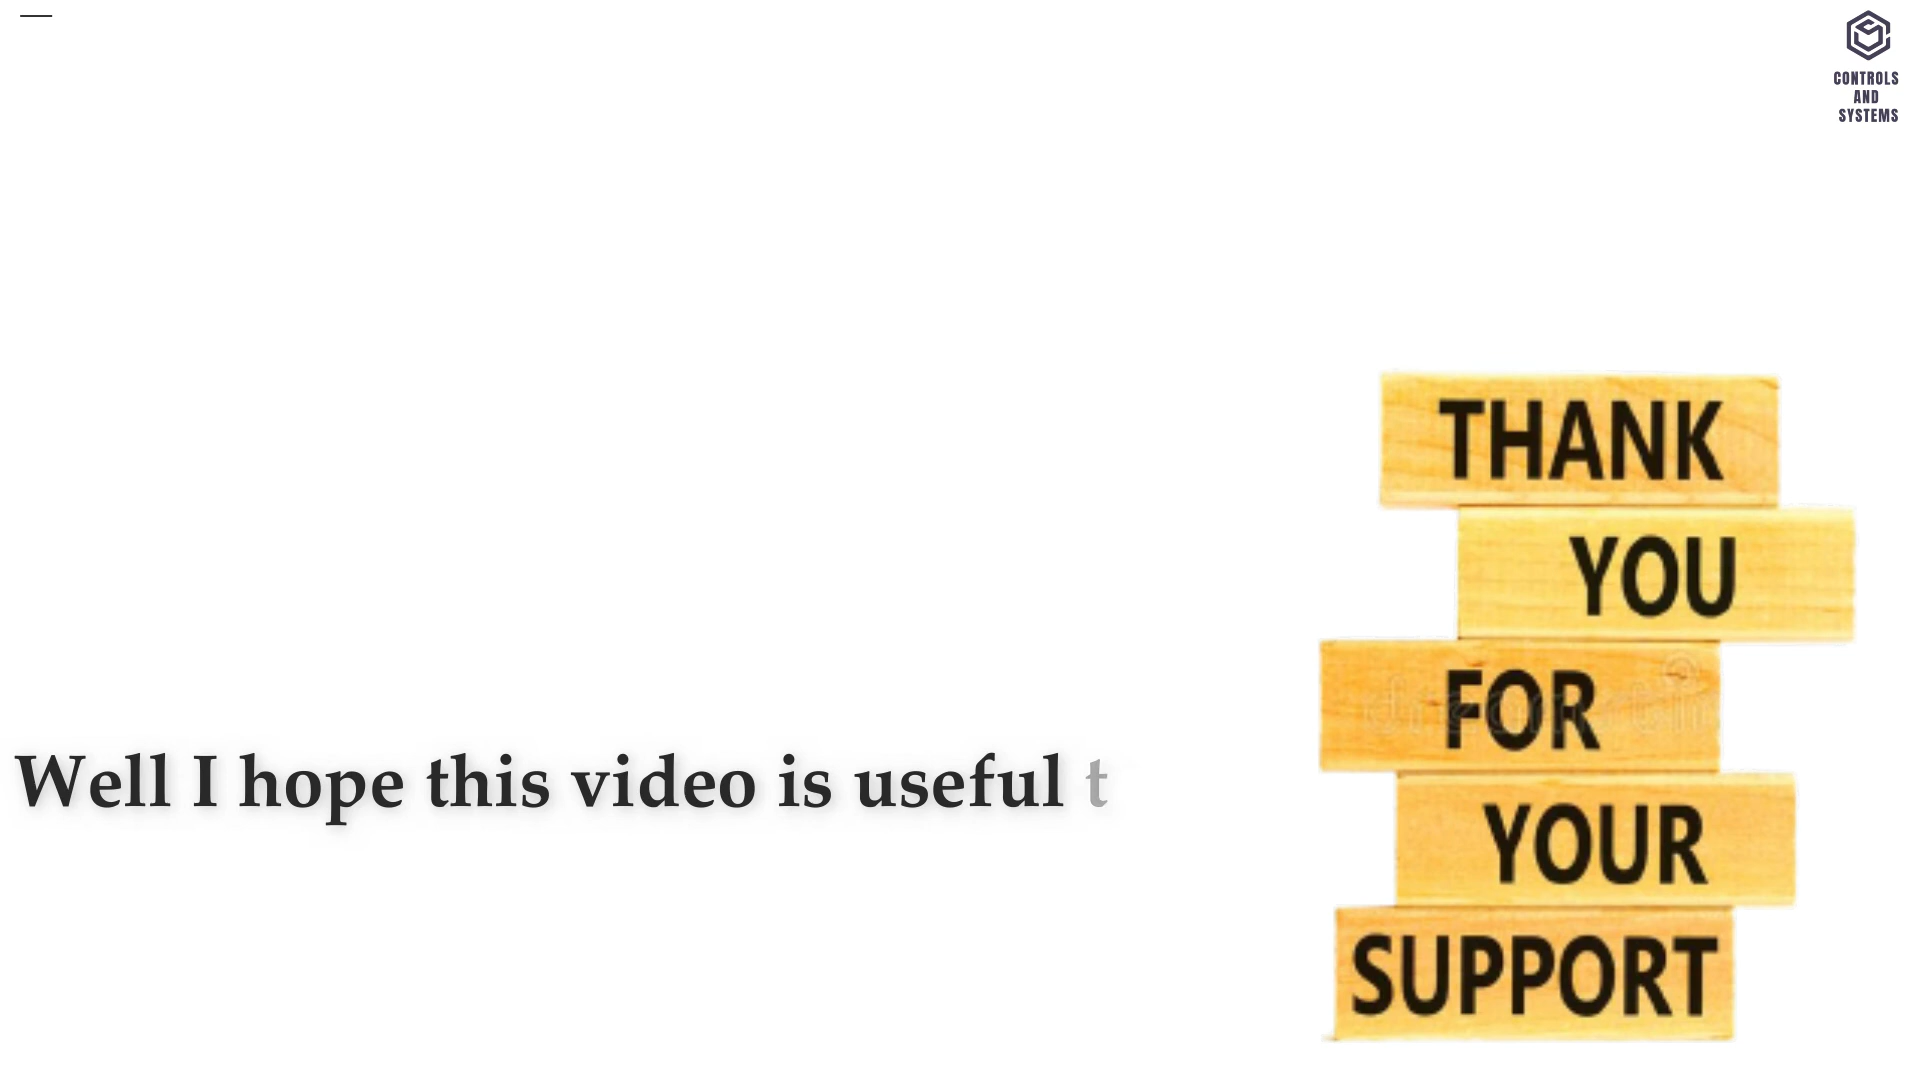 CONTROLS
AND
SYSTEMS
THANK
YOU
FOR
YOUR
SUPPORT
Well I hope this video is useful t